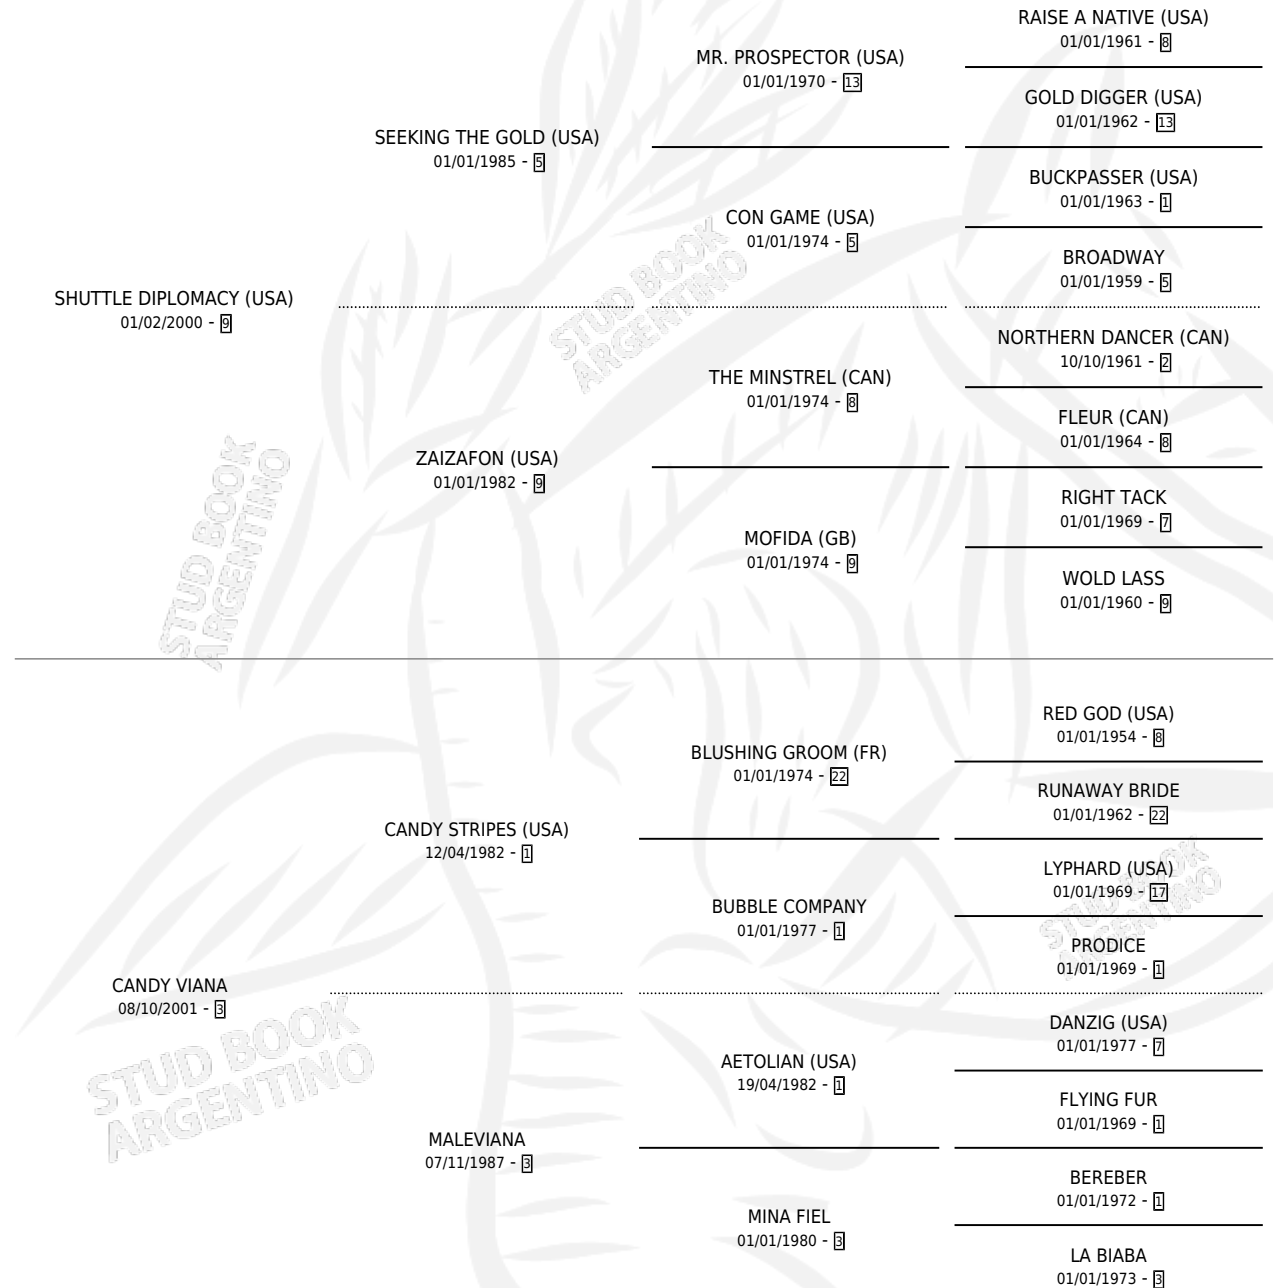 RAISE A NATIVE (USA)
01/01/1961 - 8
MR. PROSPECTOR (USA)
01/01/1970 - 13
GOLD DIGGER (USA)
01/01/1962 - 13
SEEKING THE GOLD (USA)
01/01/1985 - 5
BUCKPASSER (USA)
01/01/1963 - 1
CON GAME (USA)
01/01/1974 - 5
BROADWAY
01/01/1959 - 5
SHUTTLE DIPLOMACY (USA)
01/02/2000 - 9
NORTHERN DANCER (CAN)
10/10/1961 - 2
THE MINSTREL (CAN)
01/01/1974 - 8
FLEUR (CAN)
01/01/1964 - 8
ZAIZAFON (USA)
01/01/1982 - 9
RIGHT TACK
01/01/1969 - 7
MOFIDA (GB)
01/01/1974 - 9
WOLD LASS
01/01/1960 - 9
RED GOD (USA)
01/01/1954 - 8
BLUSHING GROOM (FR)
01/01/1974 - 22
RUNAWAY BRIDE
01/01/1962 - 22
CANDY STRIPES (USA)
12/04/1982 - 1
LYPHARD (USA)
01/01/1969 - 17
BUBBLE COMPANY
01/01/1977 - 1
PRODICE
01/01/1969 - 1
CANDY VIANA
08/10/2001 - 3
DANZIG (USA)
01/01/1977 - 7
AETOLIAN (USA)
19/04/1982 - 1
FLYING FUR
01/01/1969 - 1
MALEVIANA
07/11/1987 - 3
BEREBER
01/01/1972 - 1
MINA FIEL
01/01/1980 - 3
LA BIABA
01/01/1973 - 3
STUD BOOK
ARGENTINO
STUD BOOK
ARGENTINO
STUD BOOK
ARGENTINO
STUD BOOK
ARGENTINO